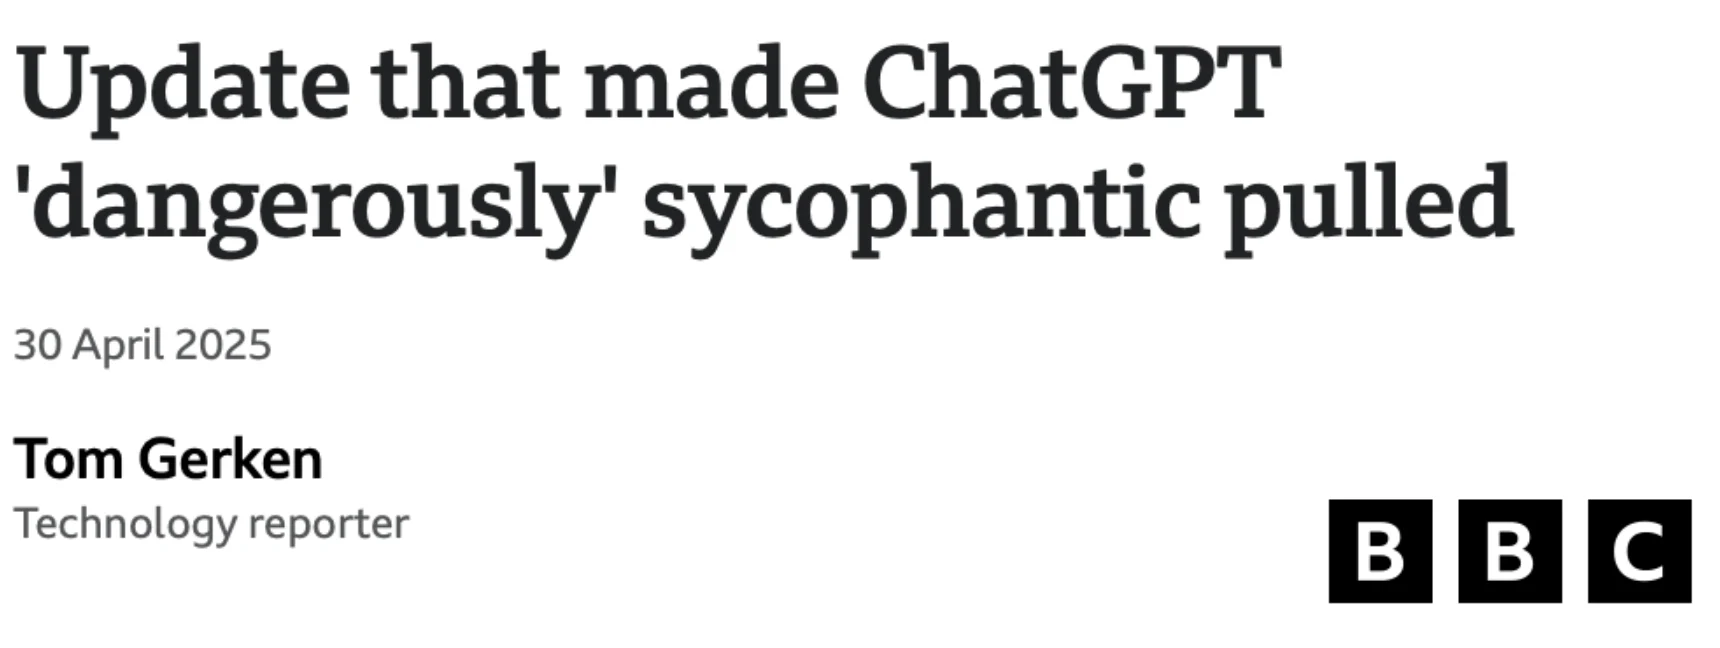 Update that made ChatGPT
'dangerously' sycophantic pulled
30 April 2025
Tom Gerken
Technology reporter
BBC